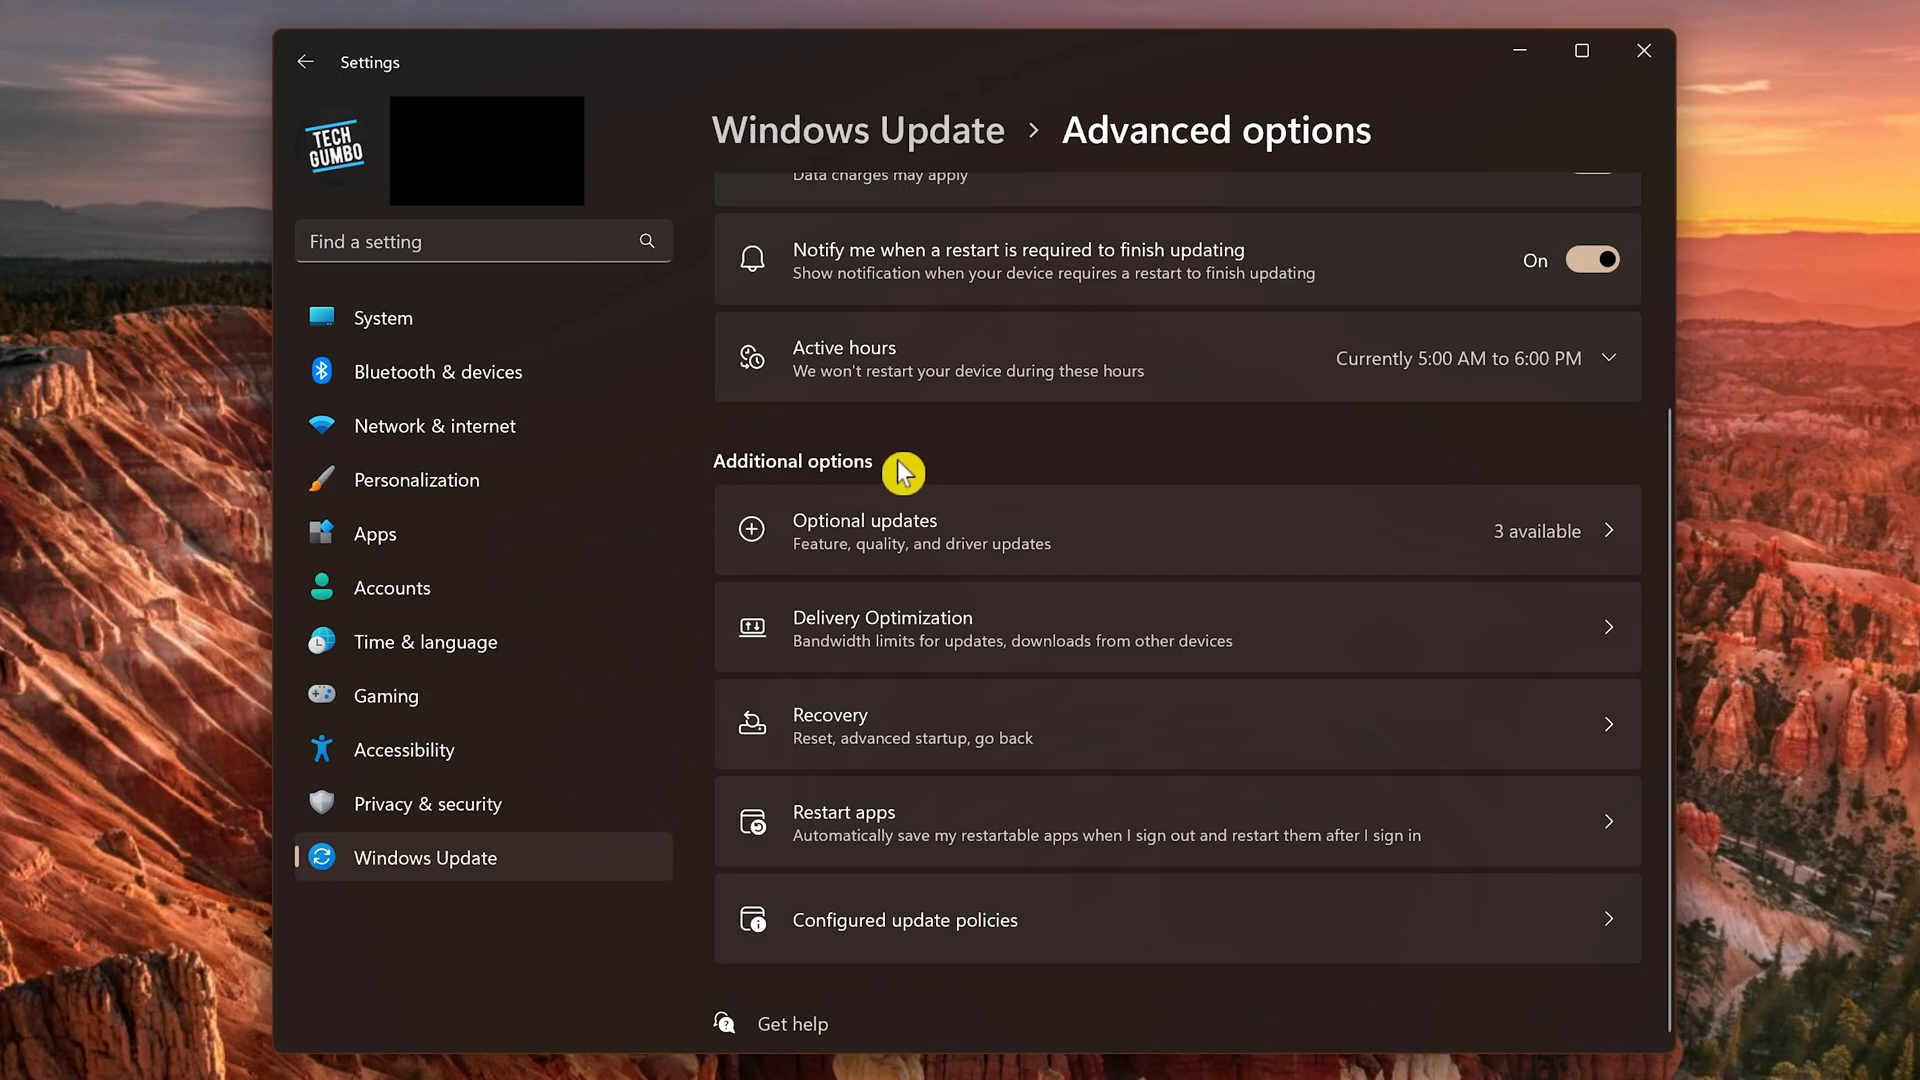 Settings
TECH
GUMBO
Find a setting
System
Bluetooth & devices
Network & internet
Personalization
Apps
Accounts
Time & language
Gaming
Accessibility
Privacy & security
Windows Update
Windows Update > Advanced options
Data charges may apply
Notify me when a restart is required to finish updating
Show notification when your device requires a restart to finish updating
On
Active hours
We won't restart your device during these hours
Currently 5:00 AM to 6:00 PM
Additional options
Optional updates
Feature, quality, and driver updates
3 available
Delivery Optimization
Bandwidth limits for updates, downloads from other devices
Recovery
Reset, advanced startup, go back
Restart apps
Automatically save my restartable apps when I sign out and restart them after I sign in
Configured update policies
Get help